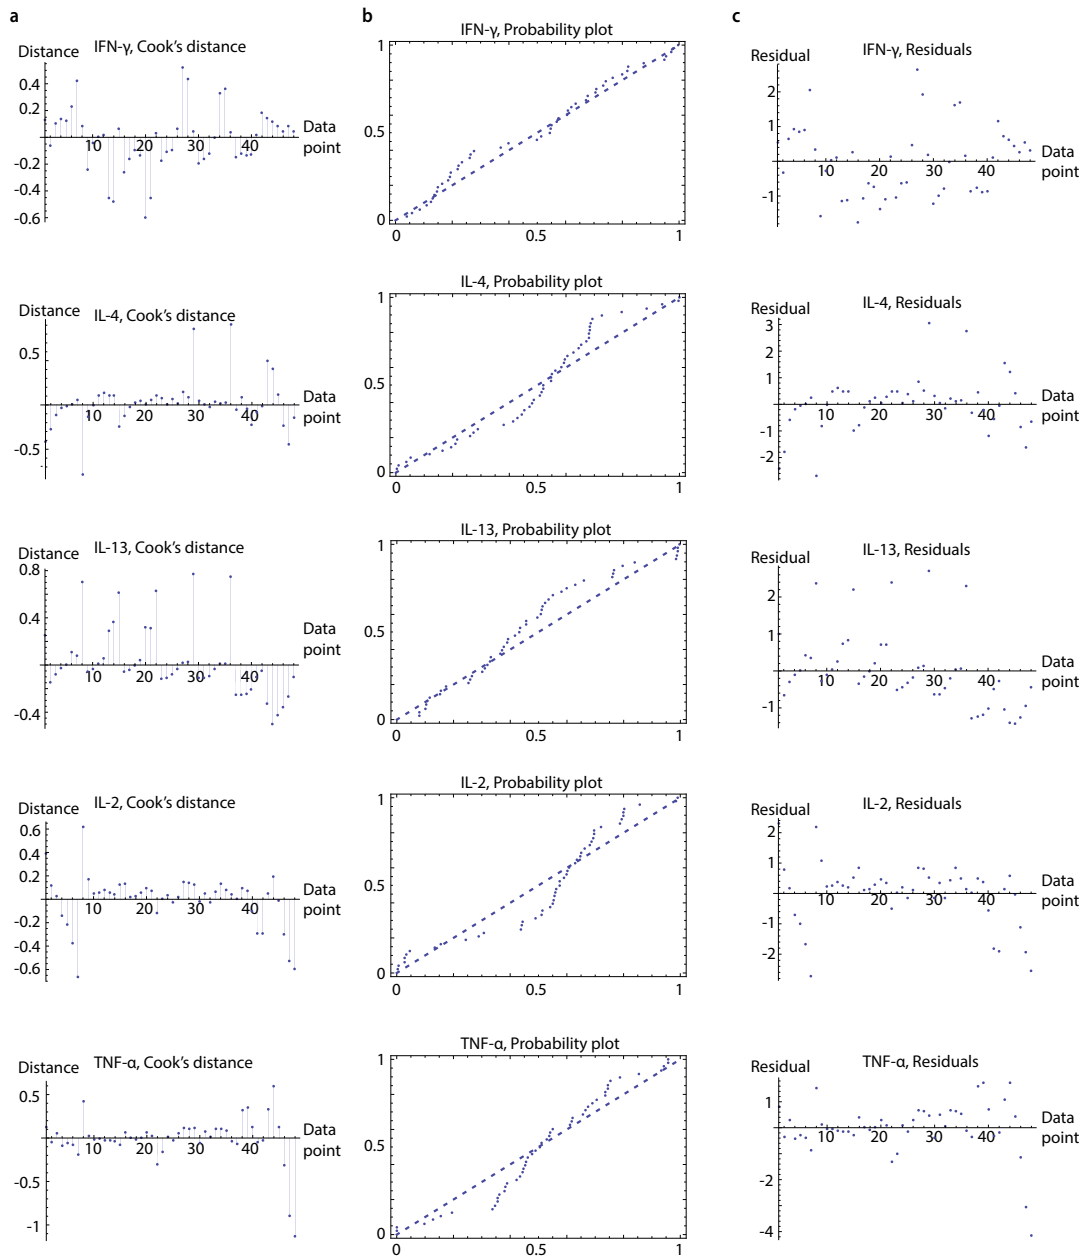 a
b
c
IFN-γ, Cook's distance
Distance
0.4
0.2
-0.2
-0.4
-0.6
10
20
30
40
Data
point
IFN-γ, Probability plot
1
0.5
0
0
0.5
1
IFN-γ, Residuals
Residual
2
1
-1
10
20
30
40
Data
point
IL-4, Cook's distance
Distance
0.5
-0.5
10
20
30
40
Data
point
IL-4, Probability plot
1
0.5
0
0
0.5
1
IL-4, Residuals
Residual
3
2
1
-1
-2
10
20
30
40
Data
point
IL-13, Cook's distance
Distance
0.8
0.4
-0.4
10
20
30
40
Data
point
IL-13, Probability plot
1
0.5
0
0
0.5
1
IL-13, Residuals
Residual
2
1
-1
10
20
30
40
Data
point
IL-2, Cook's distance
Distance
0.6
0.4
0.2
-0.2
-0.4
-0.6
10
20
30
40
Data
point
IL-2, Probability plot
1
0.5
0
0
0.5
1
IL-2, Residuals
Residual
2
1
-1
-2
10
20
30
40
Data
point
TNF-α, Cook's distance
Distance
0.5
-0.5
-1
10
20
30
40
Data
point
TNF-α, Probability plot
1
0.5
0
0
0.5
1
TNF-α, Residuals
Residual
1
-2
-4
10
20
30
40
Data
point